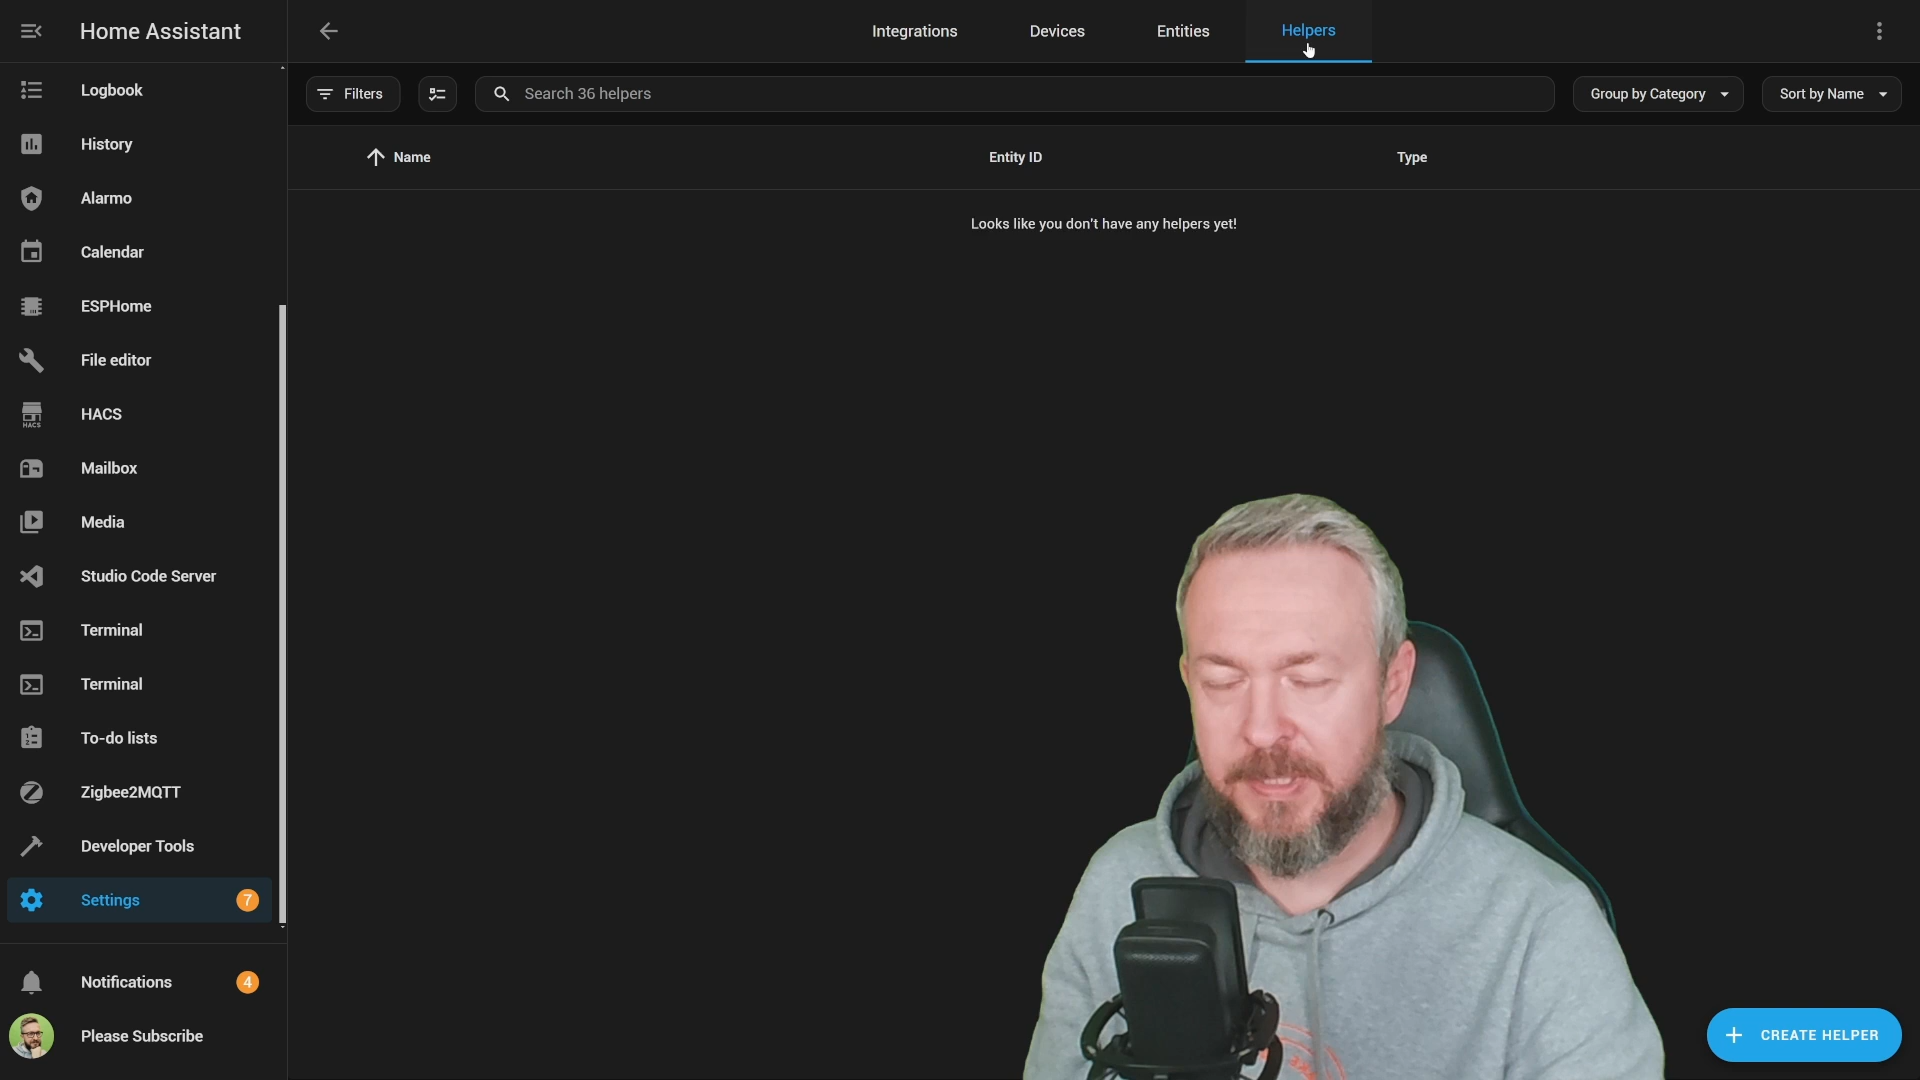 Home Assistant
Integrations
Devices
Entities
Helpers
Logbook
History
Alarmo
Calendar
ESPHome
File editor
HACS
HACS
Mailbox
Media
Studio Code Server
Terminal
Terminal
To-do lists
Zigbee2MQTT
Developer Tools
Settings 7
Notifications 4
Please Subscribe
Filters
Search 36 helpers
Group by Category
Sort by Name
Name
Entity ID
Type
Looks like you don't have any helpers yet!
CREATE HELPER